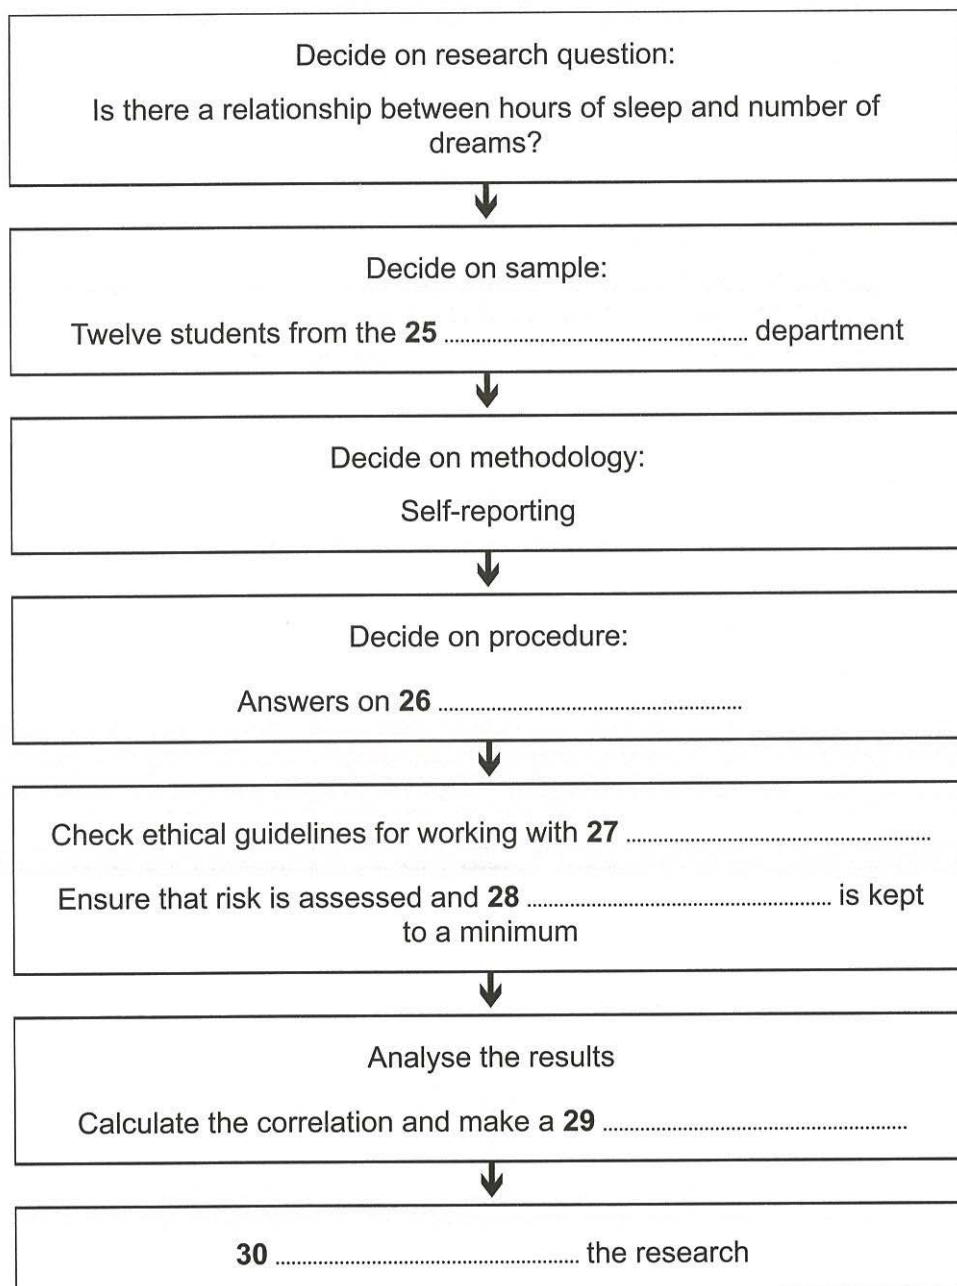 Decide on research question:
Is there a relationship between hours of sleep and number of
dreams?
Decide on sample:
Twelve students from the 25 .......................................................... department
Decide on methodology:
Self-reporting
Decide on procedure:
Answers on 26 ..........................................................
Check ethical guidelines for working with 27 ..........................................................
Ensure that risk is assessed and 28 .......................................................... is kept
to a minimum
Analyse the results
Calculate the correlation and make a 29 ..........................................................
30 .......................................................... the research